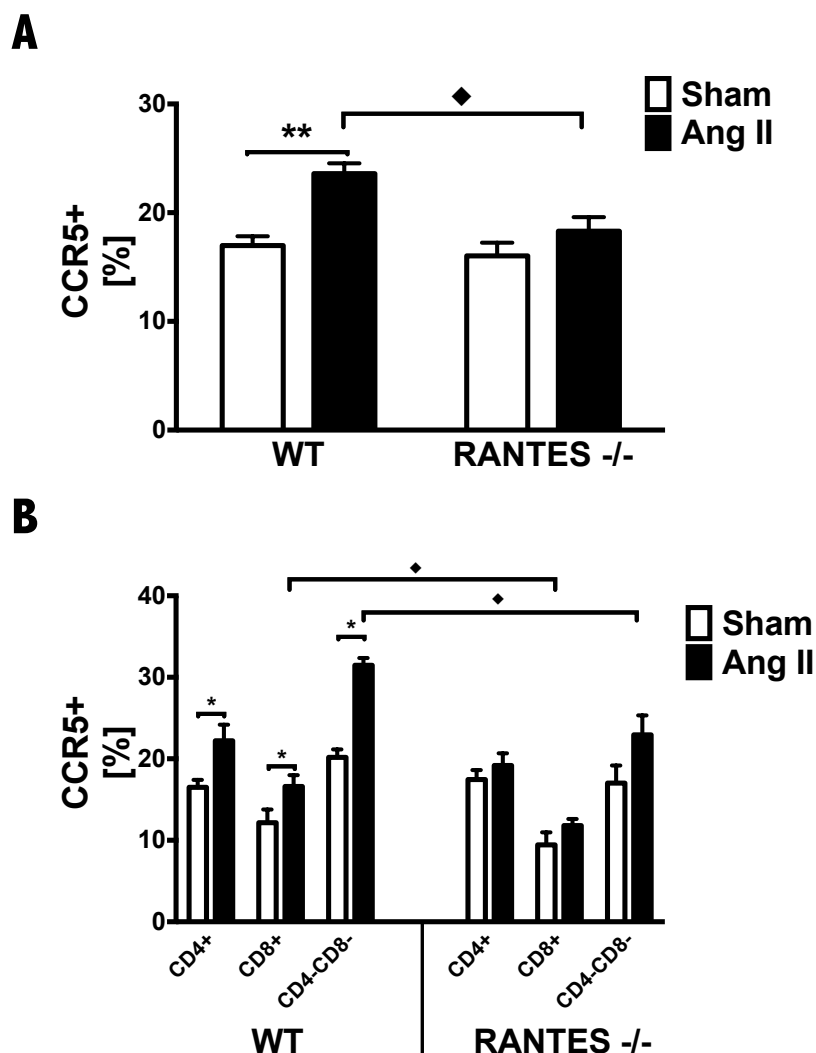 A
30
20
10
0
CCR5+
[%]
**
◆
Sham
Ang II
WT
RANTES -/-
B
40
30
20
10
0
CCR5+
[%]
*
*
*
◆
◆
Sham
Ang II
CD4+
CD8+
CD4-CD8-
CD4+
CD8+
CD4-CD8-
WT
RANTES -/-